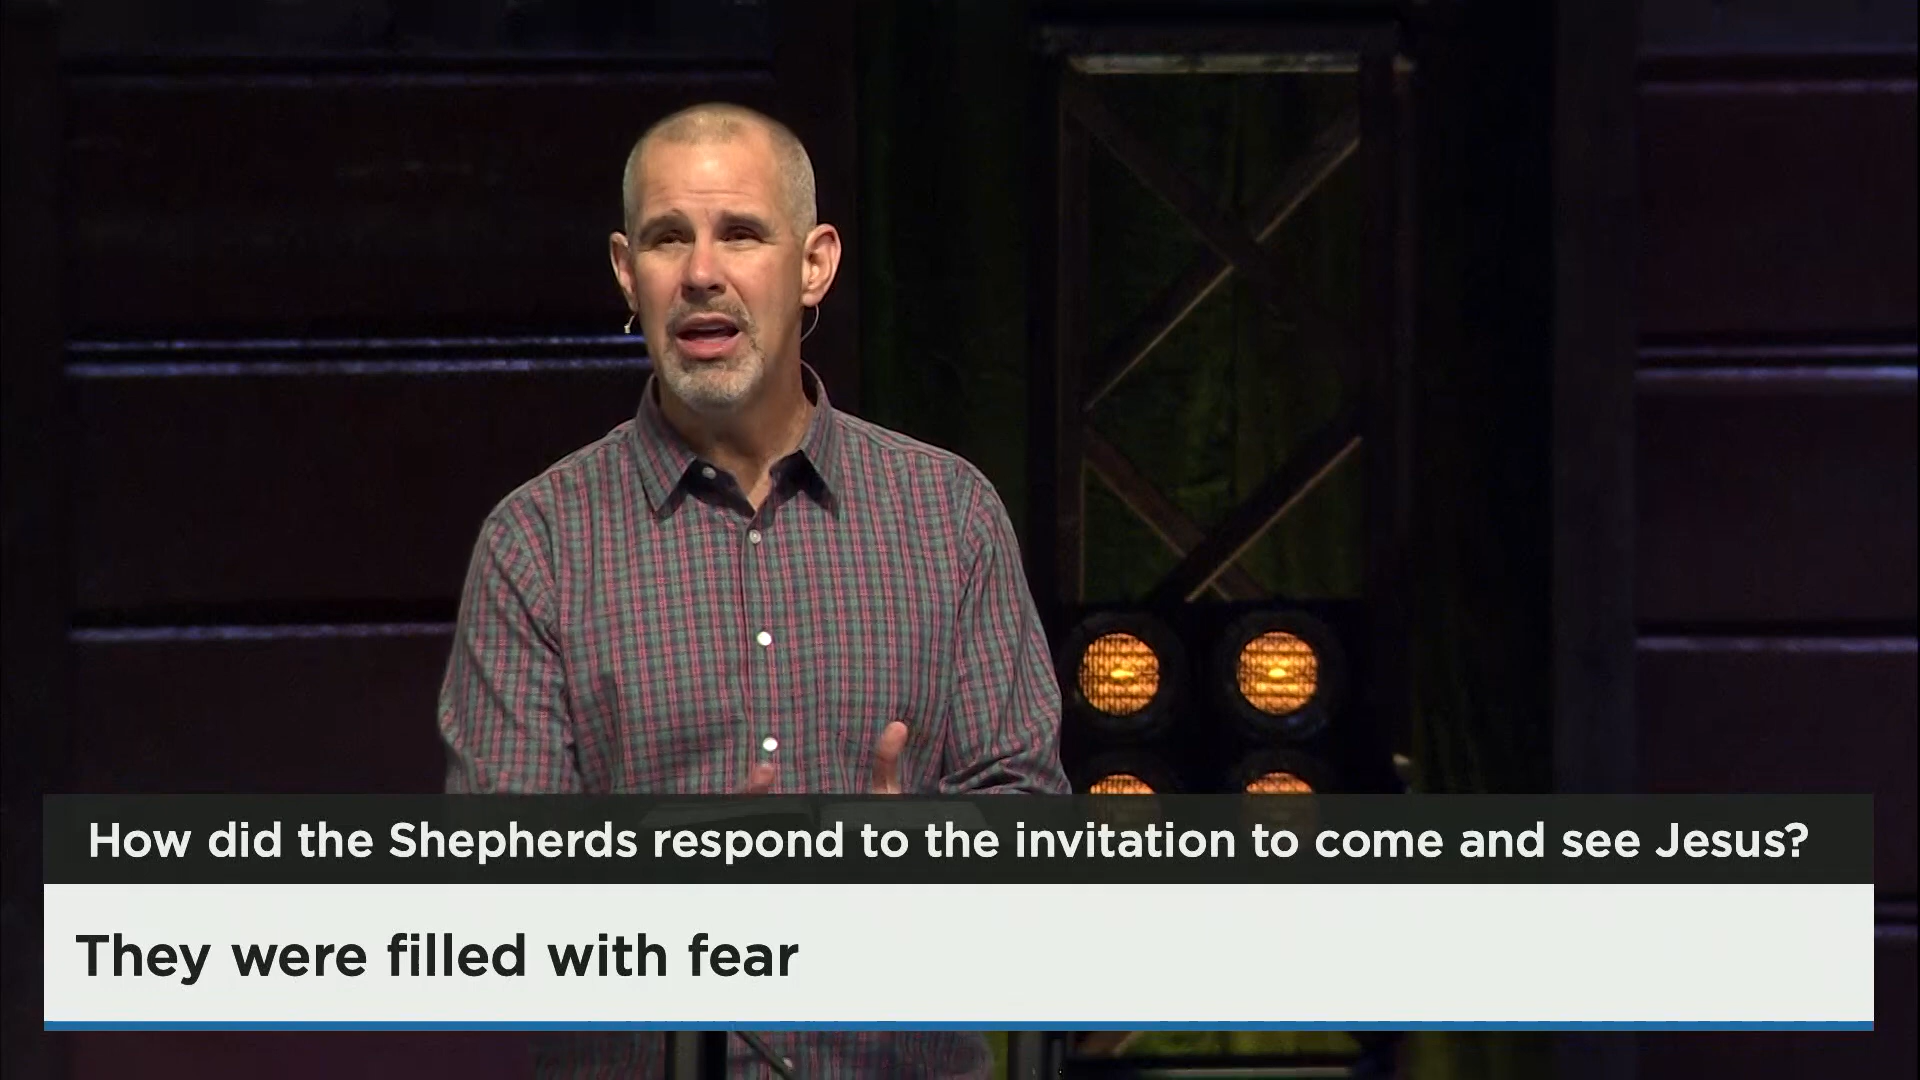 How did the Shepherds respond to the invitation to come and see Jesus?
They were filled with fear